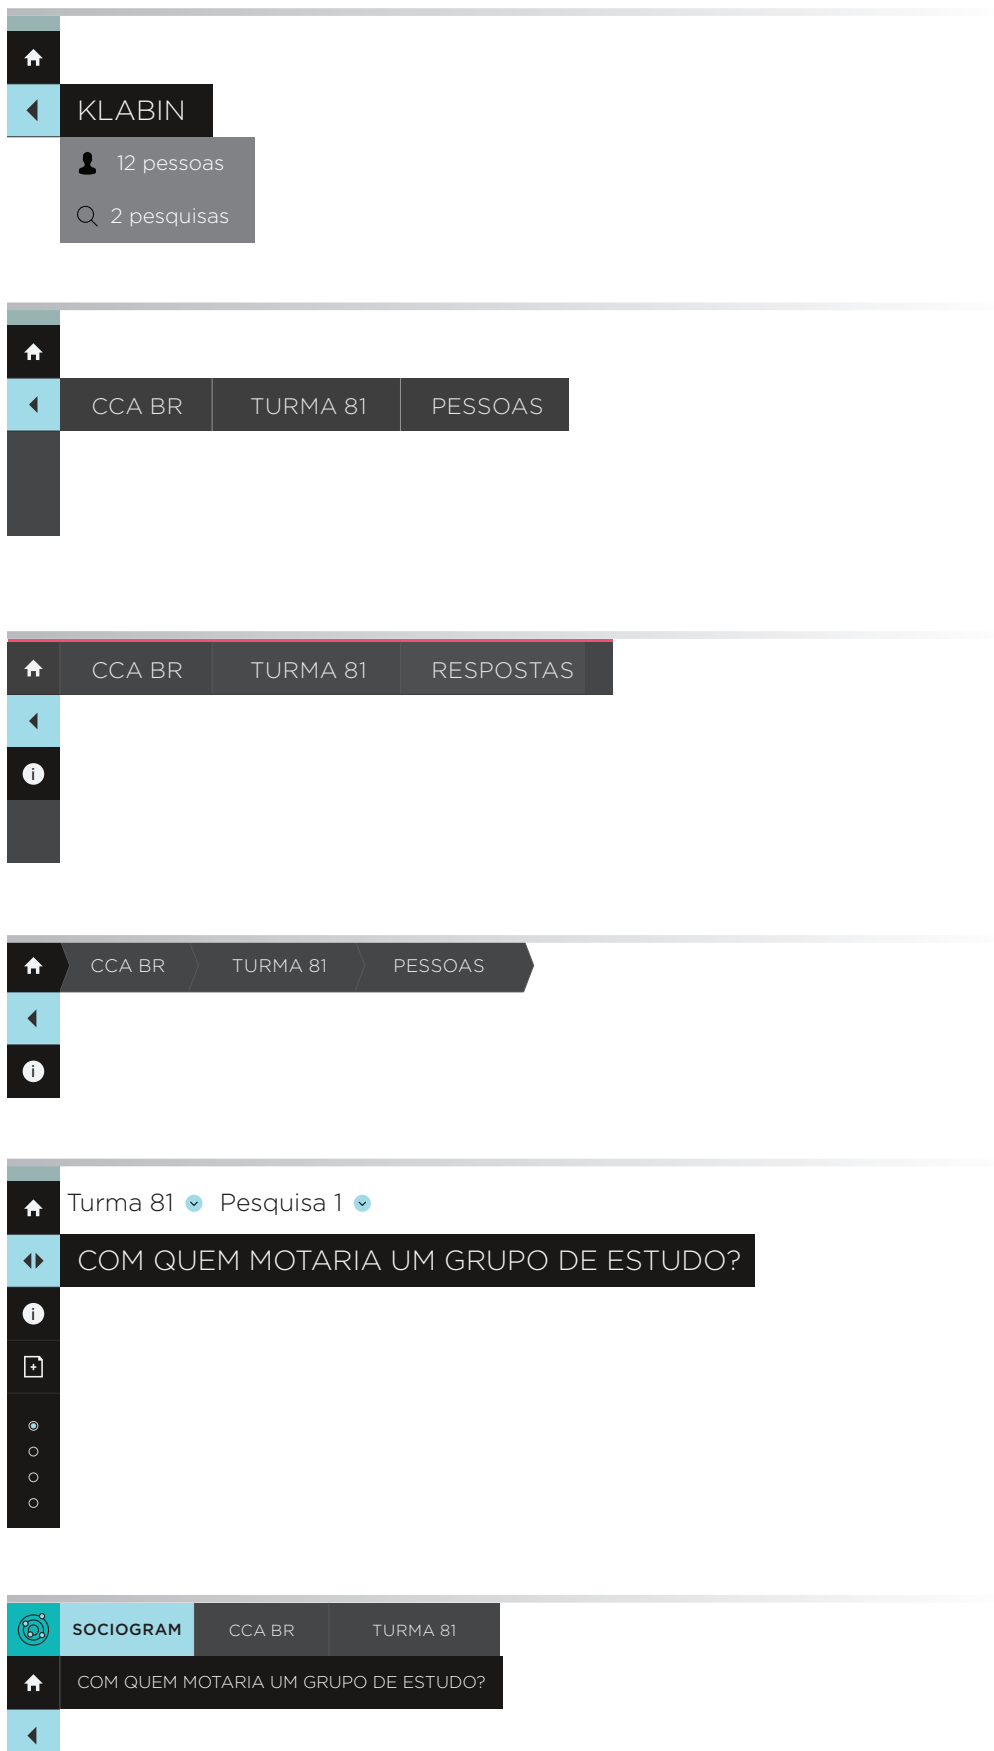 KLABIN
12 pessoas
2 pesquisas
CCA BR TURMA 81 PESSOAS
CCA BR TURMA 81 RESPOSTAS
i
CCA BR TURMA 81 PESSOAS
i
Turma 81 Pesquisa 1
COM QUEM MOTARIA UM GRUPO DE ESTUDO?
i
SOCIOGRAM CCA BR TURMA 81
COM QUEM MOTARIA UM GRUPO DE ESTUDO?